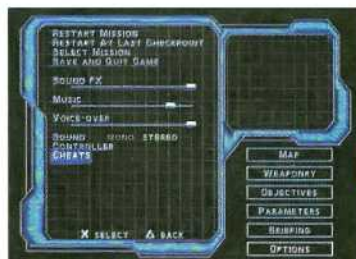 RESTART MISSION
RESTART AT LAST CHECKPOINT
SELECT MISSION
SAVE AND QUIT GAME
SOUND FX
MUSIC
VOICE-OVER
SOUND MONO STEREO
CONTROLLER
CHEATS
X SELECT △ BACK
MAP
WEAPONRY
OBJECTIVES
PARAMETERS
BRIEFING
OPTIONS